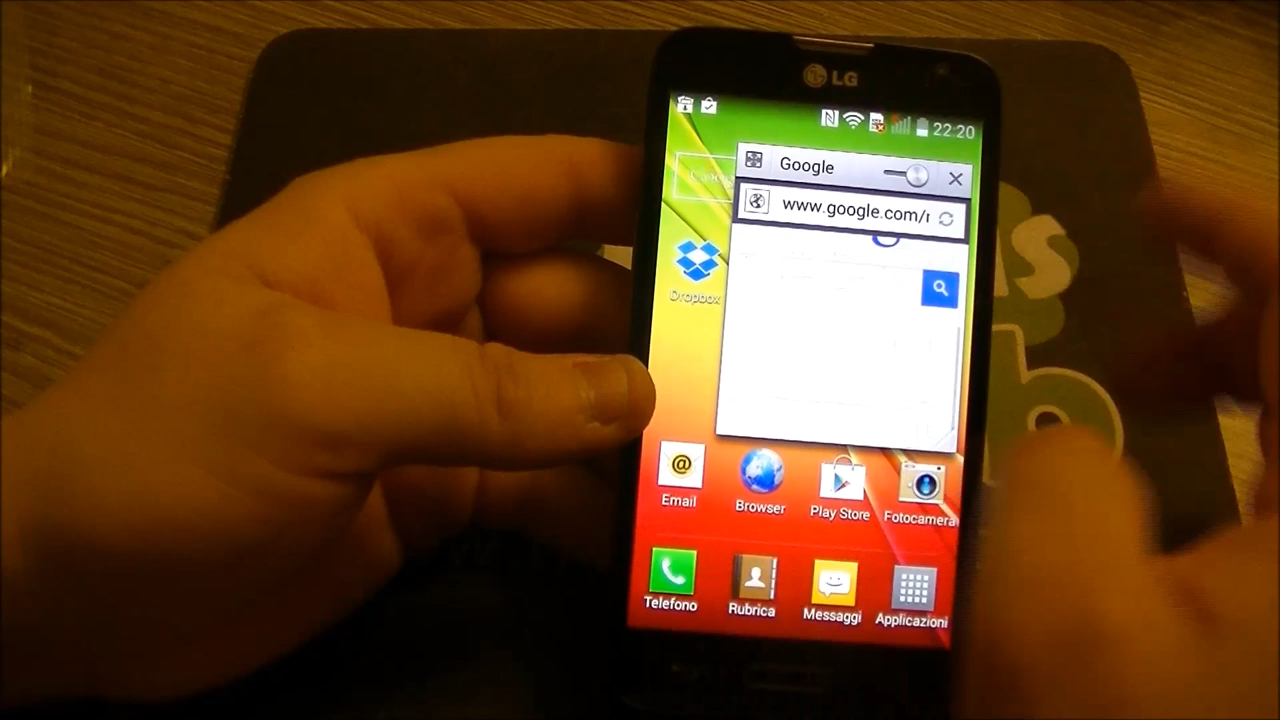 LG
22:20
Google
www.google.com/r
Dropbox
Email
Browser
Play Store
Fotocamera
Telefono
Rubrica
Messaggi
Applicazioni